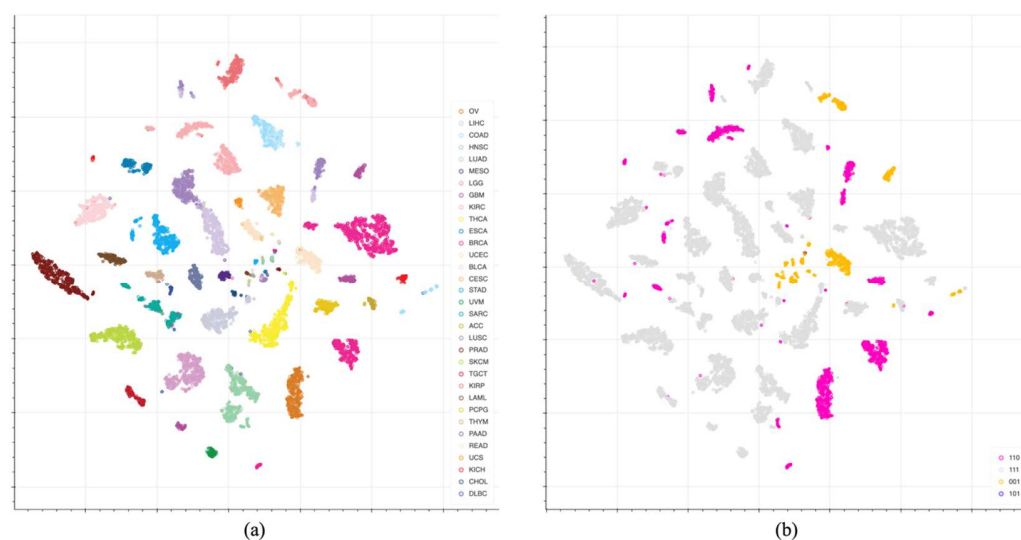 OV
LIHC
COAD
HNSC
LUAD
MESO
LGG
GBM
KIRC
THCA
ESCA
BRCA
UCEC
BLCA
CESC
STAD
UVM
SARC
ACC
LUSC
PRAD
SKCM
TGCT
KIRP
LAML
PCPG
THYM
PAAD
READ
UCS
KICH
CHOL
DLBC
(a)
110
111
001
101
(b)